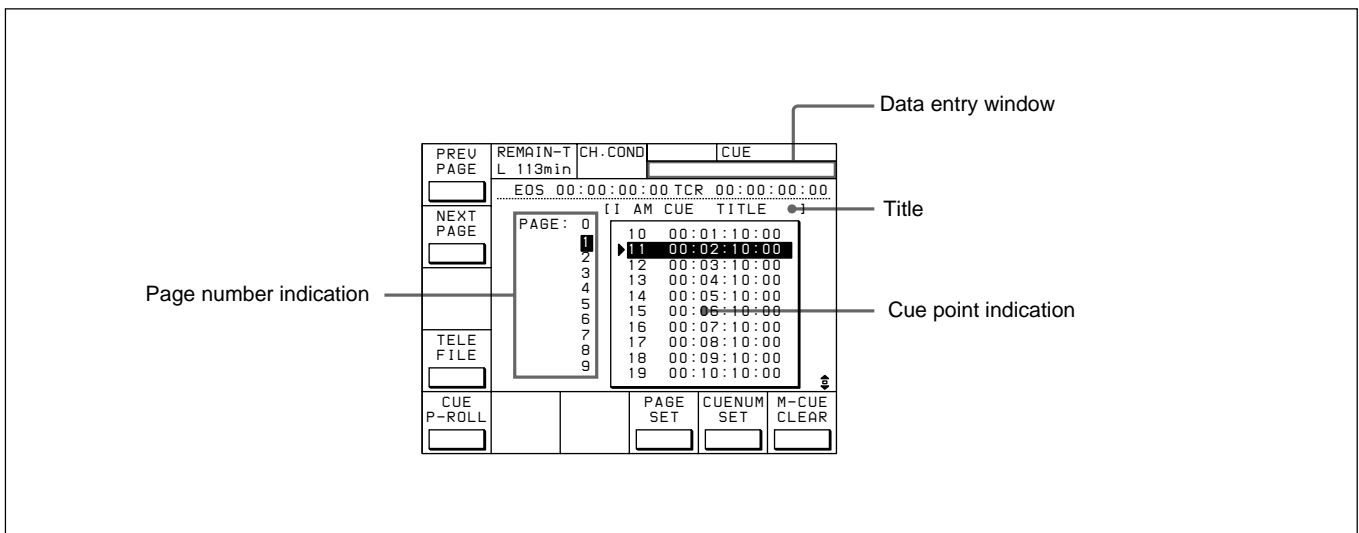 Data entry window
PREV
PAGE
REMAIN-T
L 113min
CH.COND
CUE
EOS 00:00:00:00 TCR 00:00:00:00
[I AM CUE TITLE ]
Title
NEXT
PAGE
PAGE: 0
1
2
3
4
5
6
7
8
9
10 00:01:10:00
11 00:02:10:00
12 00:03:10:00
13 00:04:10:00
14 00:05:10:00
15 00:06:10:00
16 00:07:10:00
17 00:08:10:00
18 00:09:10:00
19 00:10:10:00
Page number indication
Cue point indication
TELE
FILE
CUE
P-ROLL
PAGE
SET
CUENUM
SET
M-CUE
CLEAR